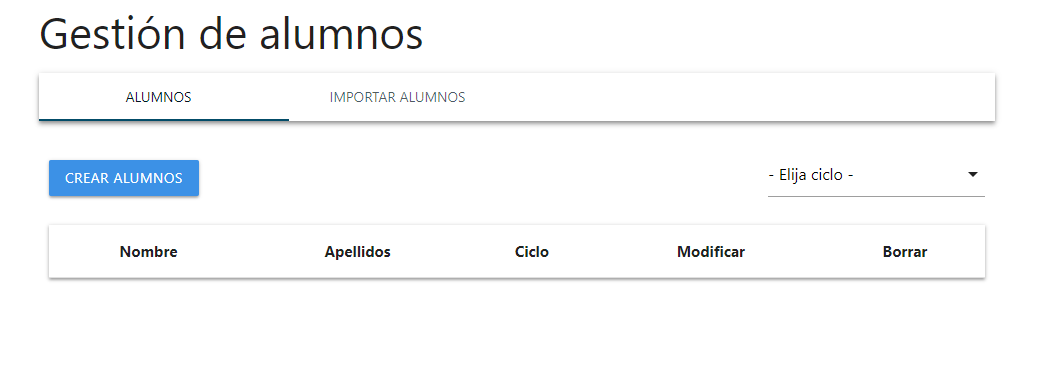 Gestión de alumnos
ALUMNOS IMPORTAR ALUMNOS
CREAR ALUMNOS - Elija ciclo -
Nombre Apellidos Ciclo Modificar Borrar